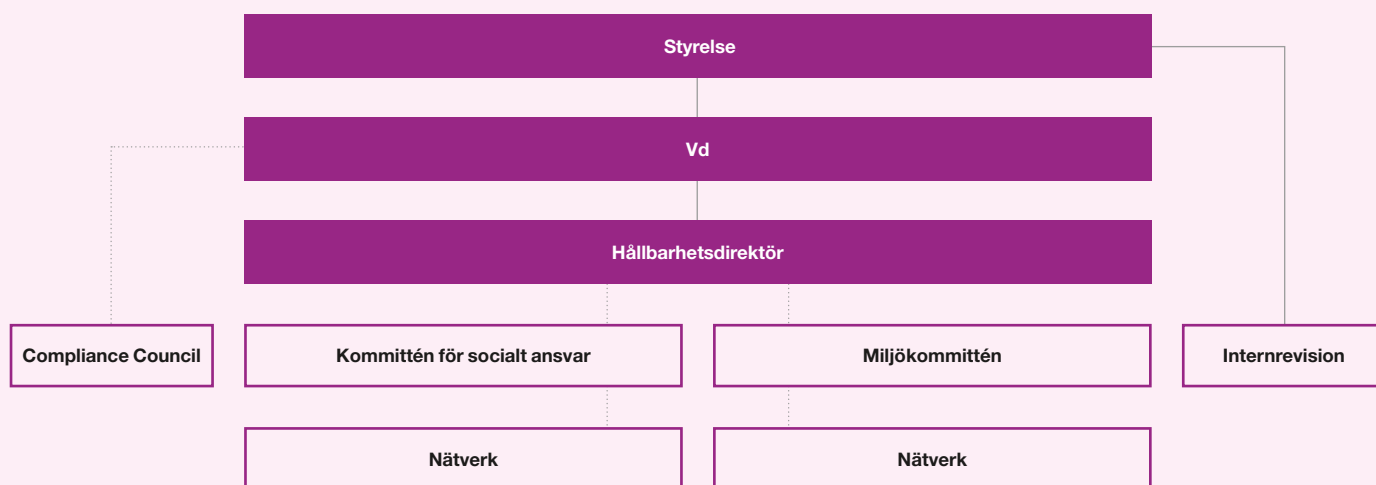 Styrelse
Vd
Hållbarhetsdirektör
Compliance Council
Kommittén för socialt ansvar
Miljökommittén
Internrevision
Nätverk
Nätverk